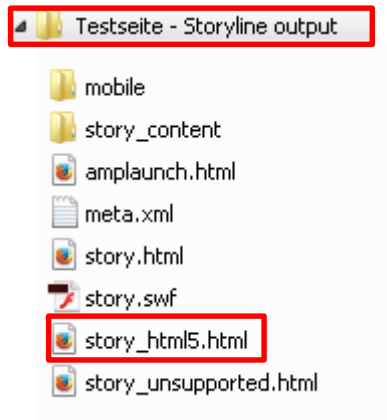 Testseite - Storyline output
mobile
story_content
amplaunch.html
meta.xml
story.html
story.swf
story_html5.html
story_unsupported.html